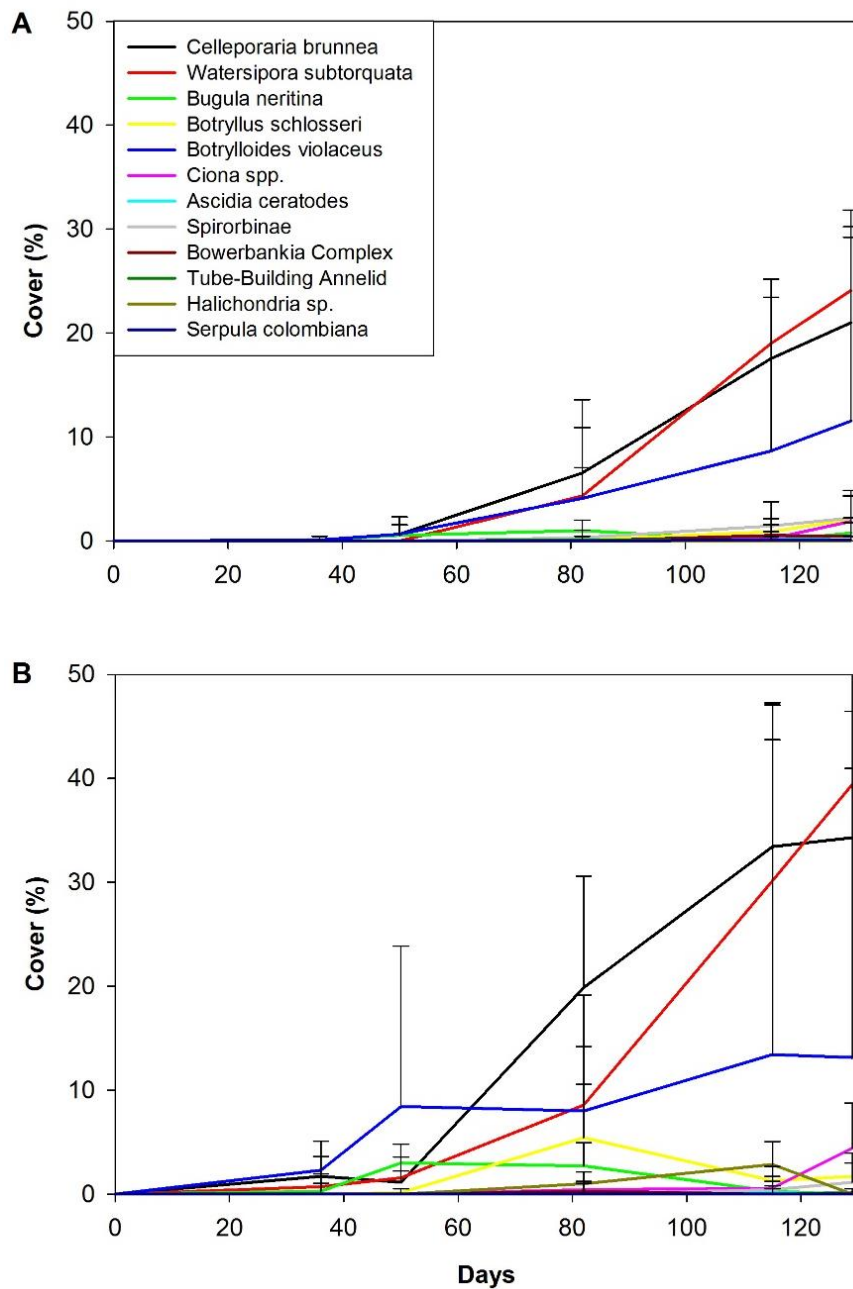 A
50
40
30
20
10
0
Cover (%)
Celleporaria brunnea
Watersipora subtorquata
Bugula neritina
Botryllus schlosseri
Botrylloides violaceus
Ciona spp.
Ascidia ceratodes
Spirorbinae
Bowerbankia Complex
Tube-Building Annelid
Halichondria sp.
Serpula colombiana
0 20 40 60 80 100 120
B
50
40
30
20
10
0
Cover (%)
0 20 40 60 80 100 120
Days